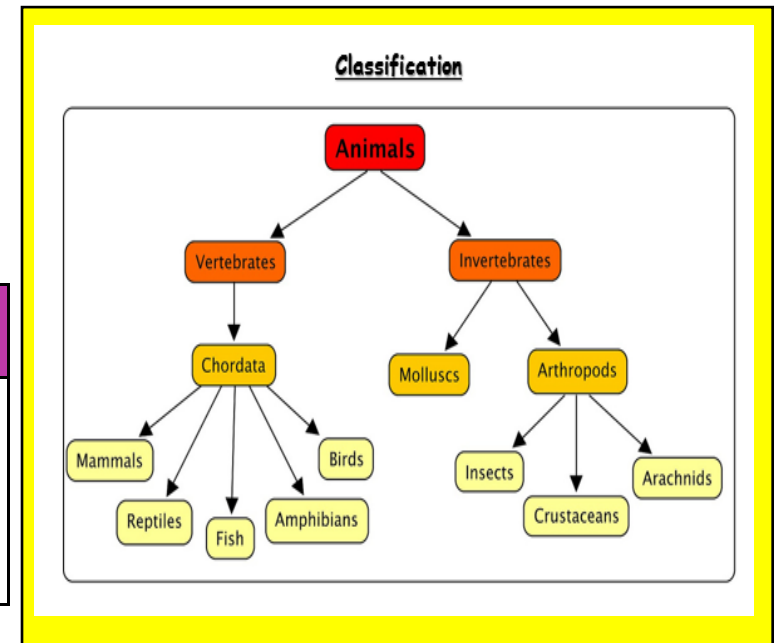 Classification
Animals
Vertebrates
Invertebrates
Chordata
Molluscs
Arthropods
Mammals
Birds
Reptiles
Fish
Amphibians
Insects
Arachnids
Crustaceans